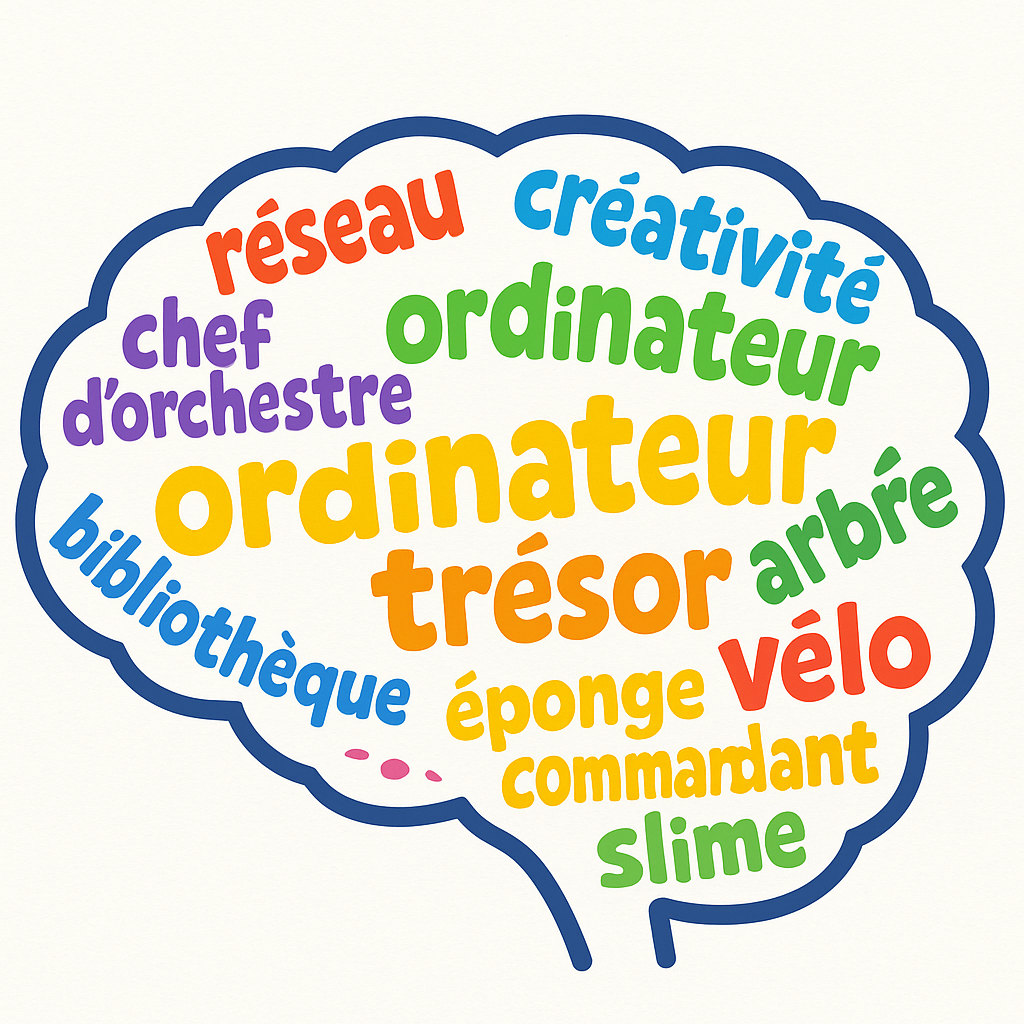 réseau
créativité
chef
d'orchestre
ordinateur
ordinateur
bibliothèque
trésor
arbŕe
éponge
vélo
commandant
slime